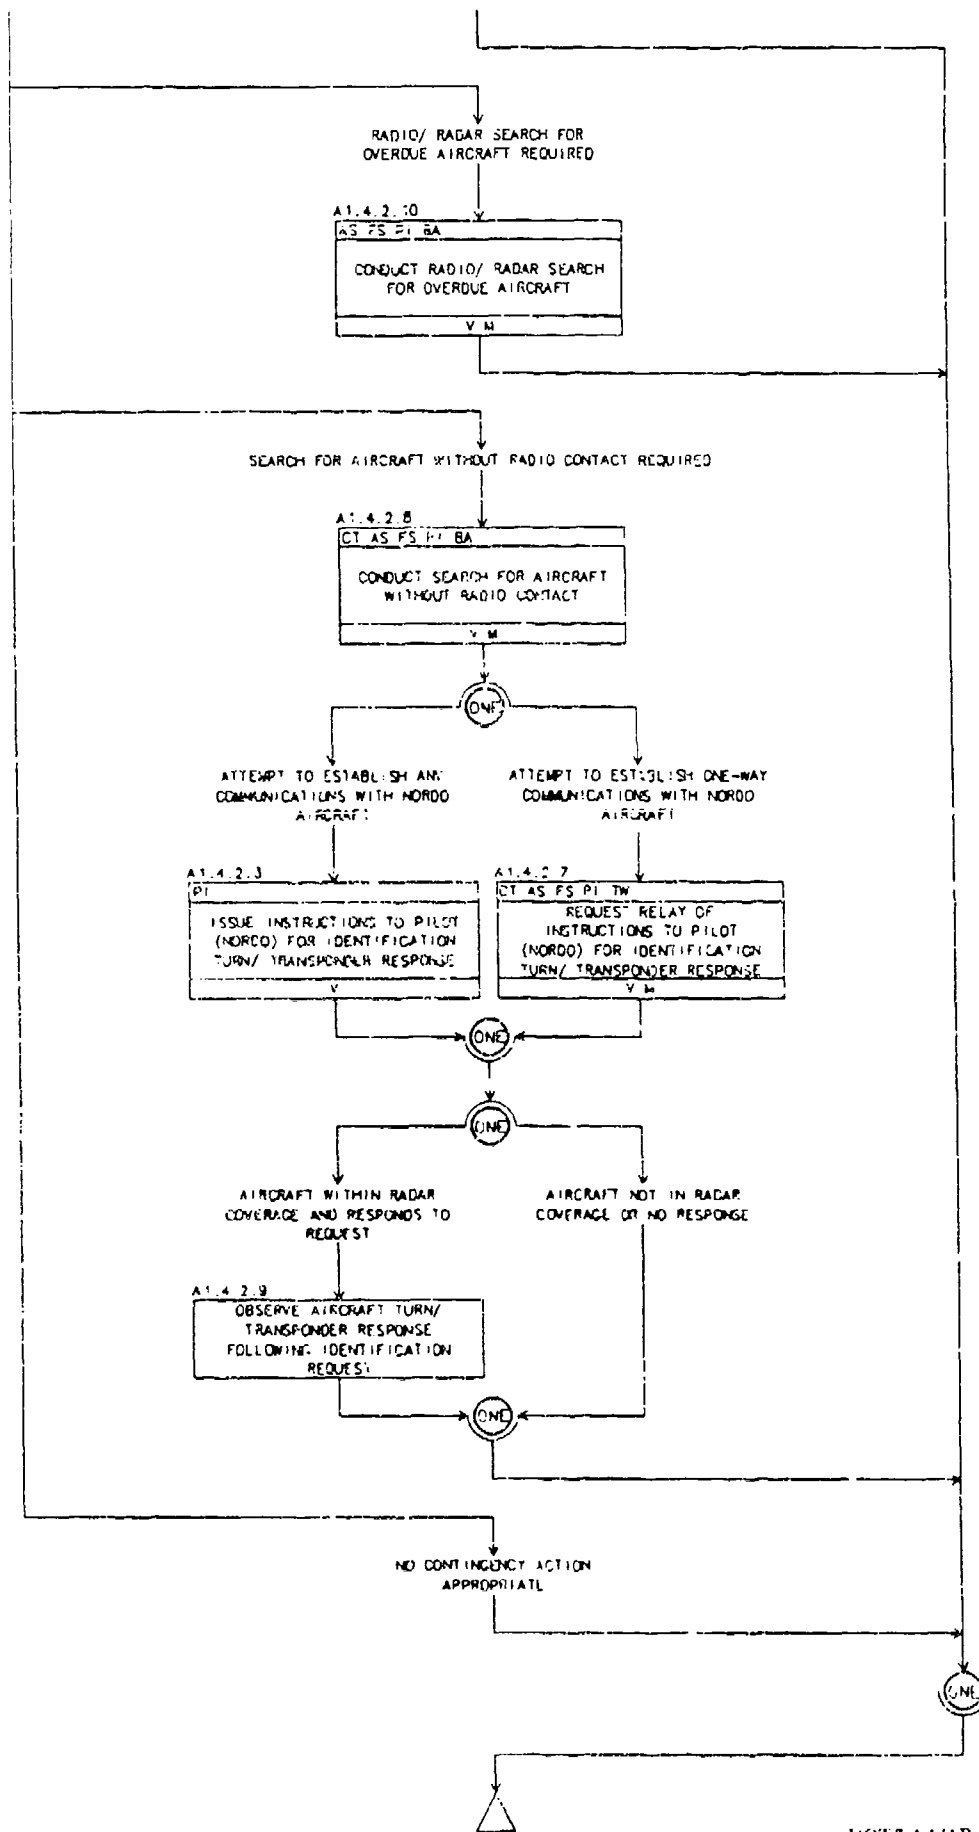 RADIO/ RADAR SEARCH FOR
OVERDUE AIRCRAFT REQUIRED
A1.4.2.10
AS FS PI BA
CONDUCT RADIO/ RADAR SEARCH
FOR OVERDUE AIRCRAFT
V M
SEARCH FOR AIRCRAFT WITHOUT RADIO CONTACT REQUIRED
A1.4.2.8
CT AS FS PI BA
CONDUCT SEARCH FOR AIRCRAFT
WITHOUT RADIO CONTACT
V M
ONE
ATTEMPT TO ESTABLISH ANY
COMMUNICATIONS WITH NORDO
AIRCRAFT
ATTEMPT TO ESTABLISH ONE-WAY
COMMUNICATIONS WITH NORDO
AIRCRAFT
A1.4.2.3
PI
ISSUE INSTRUCTIONS TO PILOT
(NORDO) FOR IDENTIFICATION
TURN/ TRANSPONDER RESPONSE
V
A1.4.2.7
CT AS FS PI TW
REQUEST RELAY OF
INSTRUCTIONS TO PILOT
(NORDO) FOR IDENTIFICATION
TURN/ TRANSPONDER RESPONSE
V M
ONE
ONE
AIRCRAFT WITHIN RADAR
COVERAGE AND RESPONDS TO
REQUEST
AIRCRAFT NOT IN RADAR
COVERAGE OR NO RESPONSE
A1.4.2.9
OBSERVE AIRCRAFT TURN/
TRANSPONDER RESPONSE
FOLLOWING IDENTIFICATION
REQUEST
ONE
NO CONTINGENCY ACTION
APPROPRIATE
ONE